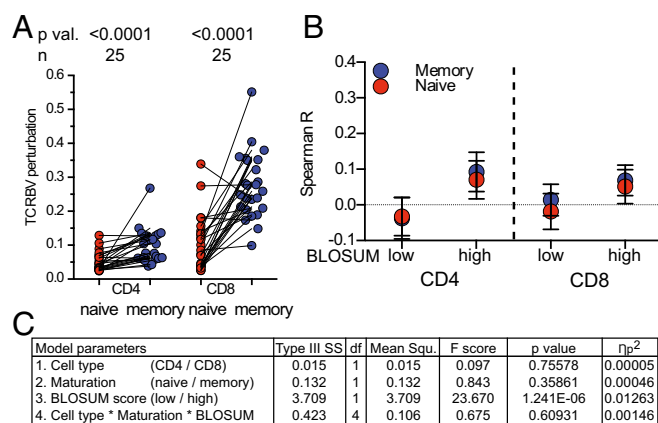 A
p val. <0.0001 <0.0001
n 25 25
TCRBV perturbation
0.6
0.5
0.4
0.3
0.2
0.1
0.0
CD4 CD8
naive memory naive memory
B
Memory
Naive
Spearman R
0.4
0.3
0.2
0.1
0.0
-0.1
BLOSUM low high low high
CD4 CD8
C
Model parameters Type III SS df Mean Squ. F score p value ηp²
1. Cell type (CD4 / CD8) 0.015 1 0.015 0.097 0.75578 0.00005
2. Maturation (naive / memory) 0.132 1 0.132 0.843 0.35861 0.00046
3. BLOSUM score (low / high) 3.709 1 3.709 23.670 1.241E-06 0.01263
4. Cell type * Maturation * BLOSUM 0.423 4 0.106 0.675 0.60931 0.00146